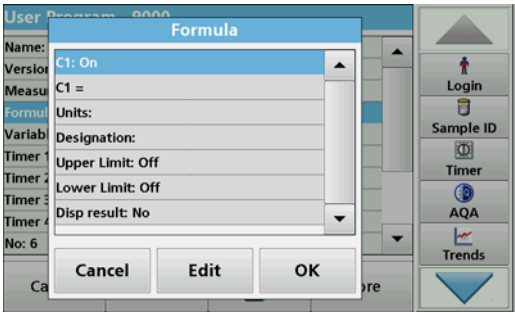 User Program 9000
Formula
Name:
C1: On
Version
C1 =
Measu
Login
Formul
Units:
Variabl
Designation:
Sample ID
Timer 1
Upper Limit: Off
Timer 2
Lower Limit: Off
Timer
Timer 3
Disp result: No
AQA
Timer 4
No: 6
Trends
Cancel
Edit
OK
Ca
ore